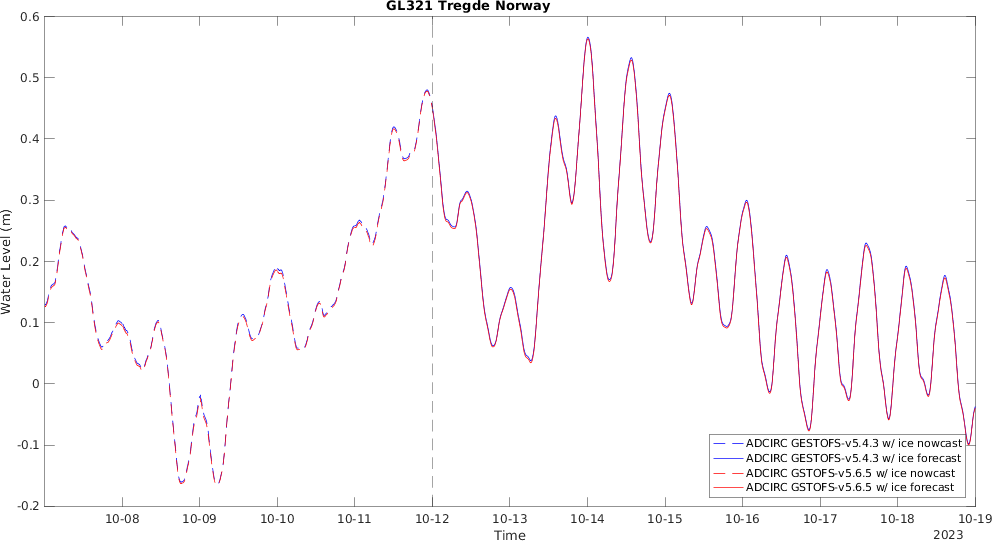 GL321 Tregde Norway
0.6
0.5
0.4
0.3
0.2
0.1
0
-0.1
-0.2
Water Level (m)
ADCIRC GESTOFS-v5.4.3 w/ ice nowcast
ADCIRC GESTOFS-v5.4.3 w/ ice forecast
ADCIRC GSTOFS-v5.6.5 w/ ice nowcast
ADCIRC GSTOFS-v5.6.5 w/ ice forecast
10-08 10-09 10-10 10-11 10-12 10-13 10-14 10-15 10-16 10-17 10-18 10-19
Time
2023